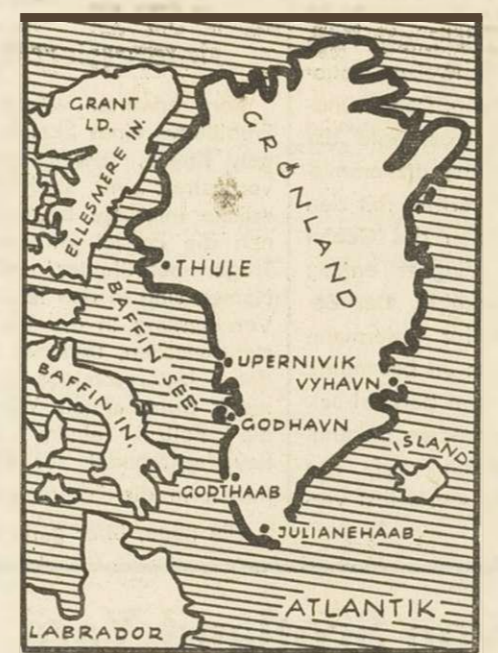 GRANT
LD.
ELLESMERE IN.
GRØNLAND
THULE
BAFFIN SEE
UPERNIVIK
VYHAVN
BAFFIN IN.
GODHAVN
ISLAND
GODTHAAB
JULIANEHAAB
ATLANTIK
LABRADOR